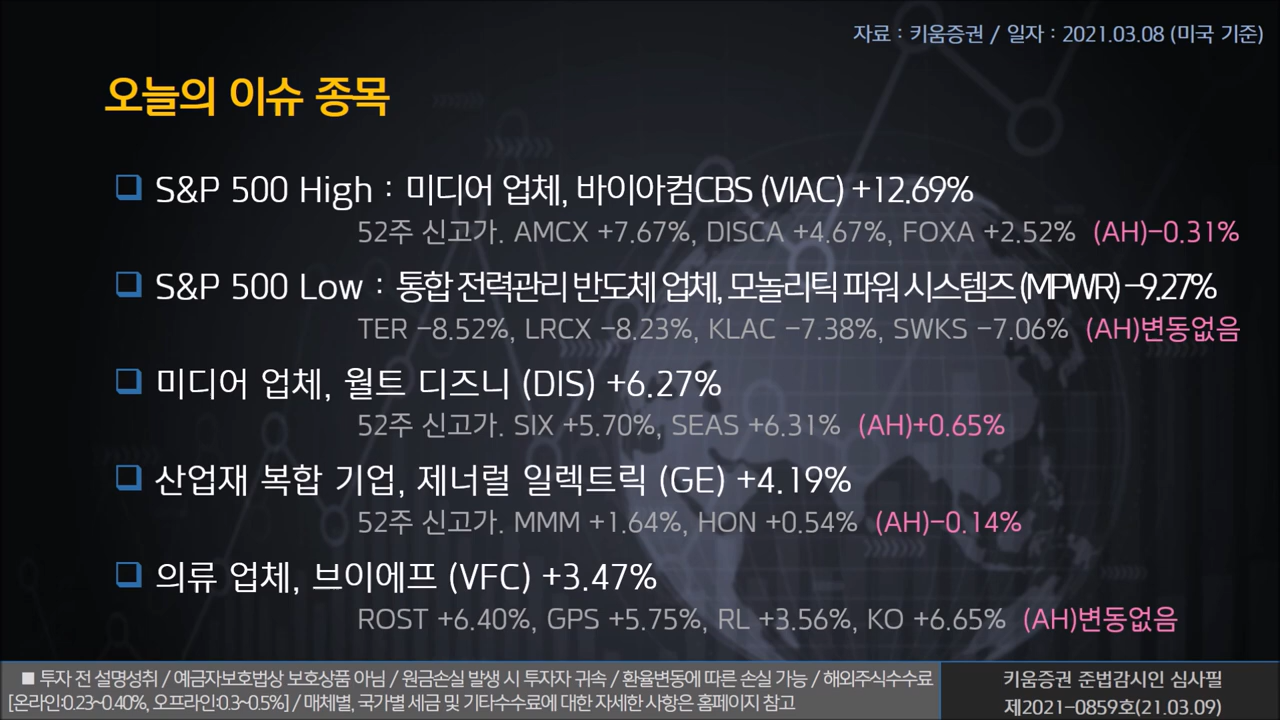 자료 : 키움증권 / 일자 : 2021.03.08 (미국 기준)
오늘의 이슈 종목
❑ S&P 500 High : 미디어 업체, 바이아컴CBS (VIAC) +12.69%
52주 신고가. AMCX +7.67%, DISCA +4.67%, FOXA +2.52% (AH)-0.31%
❑ S&P 500 Low : 통합 전력관리 반도체 업체, 모놀리틱 파워 시스템즈 (MPWR) -9.27%
TER -8.52%, LRCX -8.23%, KLAC -7.38%, SWKS -7.06% (AH)변동없음
❑ 미디어 업체, 월트 디즈니 (DIS) +6.27%
52주 신고가. SIX +5.70%, SEAS +6.31% (AH)+0.65%
❑ 산업재 복합 기업, 제너럴 일렉트릭 (GE) +4.19%
52주 신고가. MMM +1.64%, HON +0.54% (AH)-0.14%
❑ 의류 업체, 브이에프 (VFC) +3.47%
ROST +6.40%, GPS +5.75%, RL +3.56%, KO +6.65% (AH)변동없음
■ 투자 전 설명성취 / 예금자보호법상 보호상품 아님 / 원금손실 발생 시 투자자 귀속 / 환율변동에 따른 손실 가능 / 해외주식수수료
[온라인:0.23~0.40%, 오프라인:0.3~0.5%] / 매체별, 국가별 세금 및 기타수수료에 대한 자세한 사항은 홈페이지 참고
키움증권 준법감시인 심사필
제2021-0859호(21.03.09)